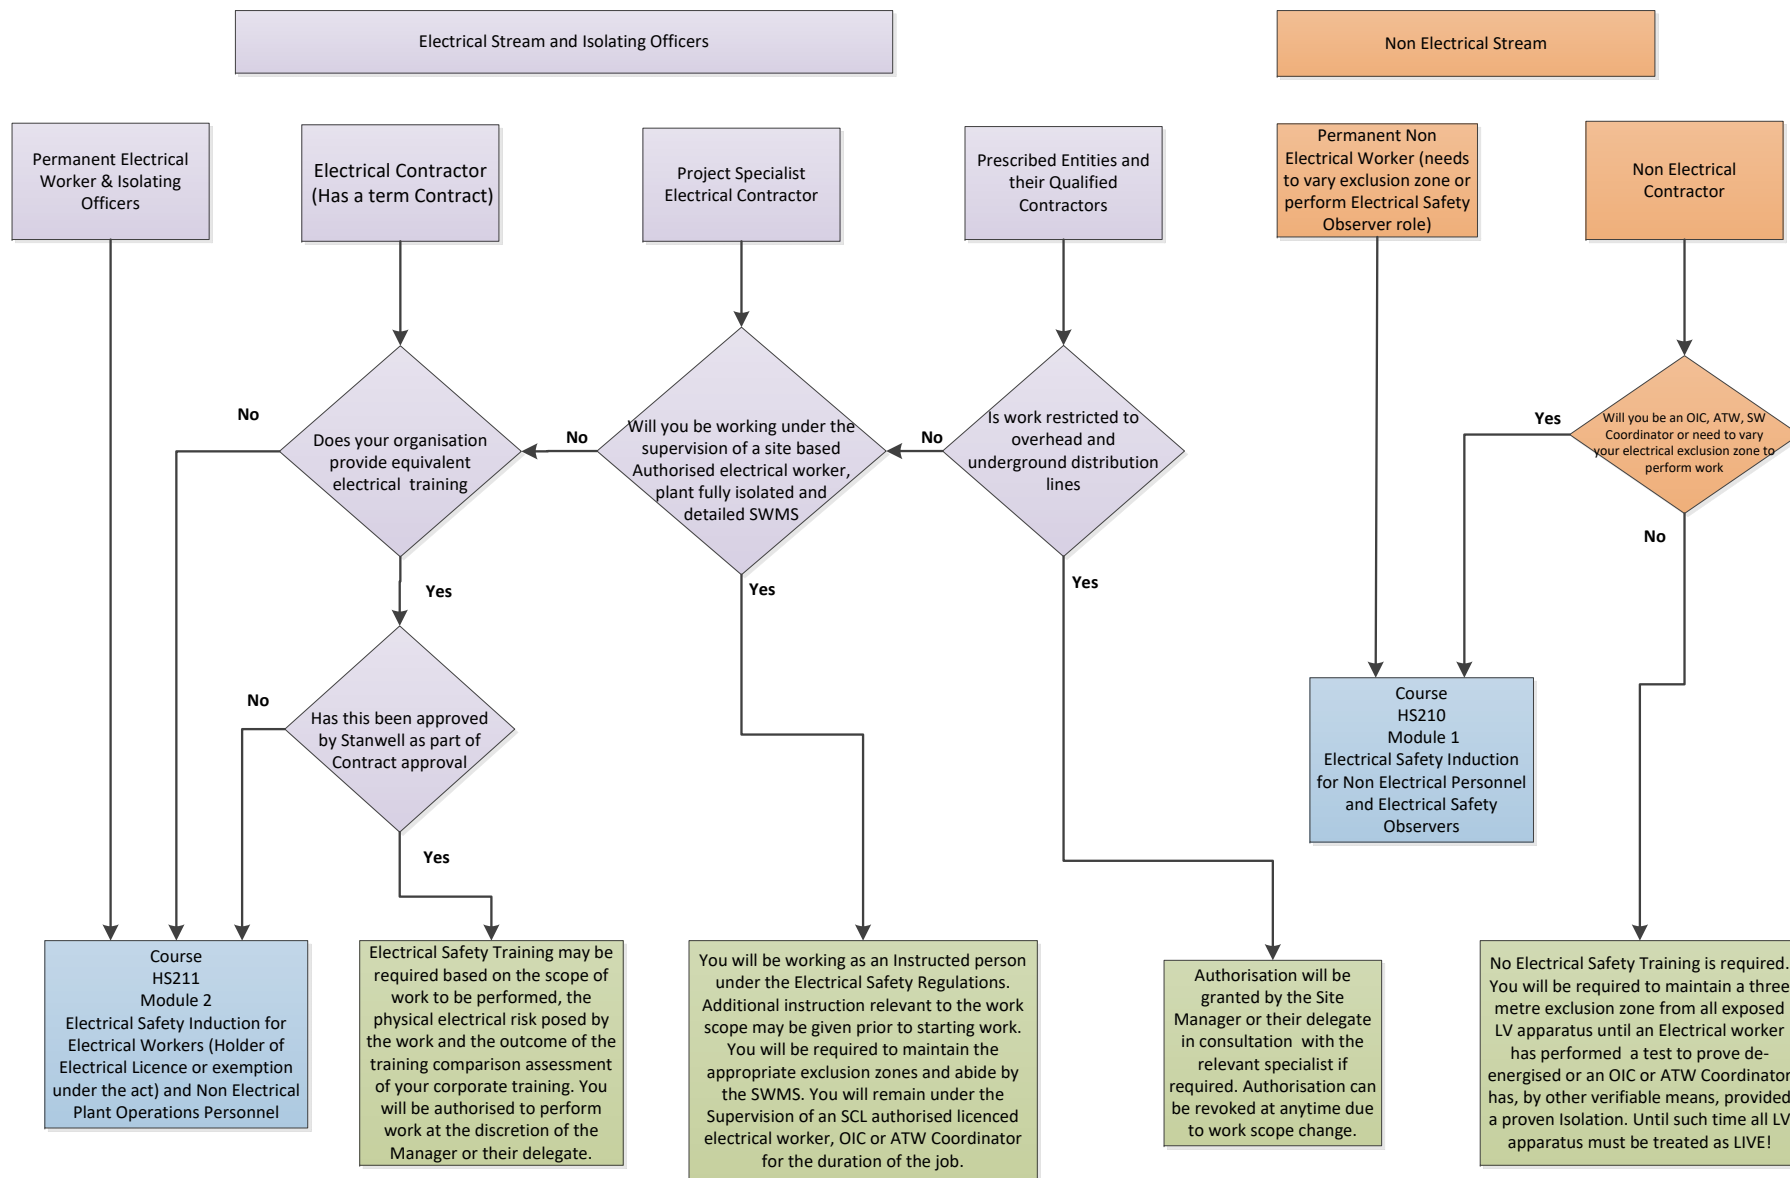 Electrical Stream and Isolating Officers
Non Electrical Stream
Permanent Electrical
Worker & Isolating
Officers
Electrical Contractor
(Has a term Contract)
Project Specialist
Electrical Contractor
Prescribed Entities and
their Qualified
Contractors
Permanent Non
Electrical Worker (needs
to vary exclusion zone or
perform Electrical Safety
Observer role)
Non Electrical
Contractor
No
Does your organisation
provide equivalent
electrical training
No
Will you be working under the
supervision of a site based
Authorised electrical worker,
plant fully isolated and
detailed SWMS
No
Is work restricted to
overhead and
underground distribution
lines
Yes
Will you be an OIC, ATW, SW
Coordinator or need to vary
your electrical exclusion zone to
perform work
No
Yes
Yes
Yes
No
Has this been approved
by Stanwell as part of
Contract approval
Yes
Course
HS210
Module 1
Electrical Safety Induction
for Non Electrical Personnel
and Electrical Safety
Observers
Course
HS211
Module 2
Electrical Safety Induction for
Electrical Workers (Holder of
Electrical Licence or exemption
under the act) and Non Electrical
Plant Operations Personnel
Electrical Safety Training may be
required based on the scope of
work to be performed, the
physical electrical risk posed by
the work and the outcome of the
training comparison assessment
of your corporate training. You
will be authorised to perform
work at the discretion of the
Manager or their delegate.
You will be working as an Instructed person
under the Electrical Safety Regulations.
Additional instruction relevant to the work
scope may be given prior to starting work.
You will be required to maintain the
appropriate exclusion zones and abide by
the SWMS. You will remain under the
Supervision of an SCL authorised licenced
electrical worker, OIC or ATW Coordinator
for the duration of the job.
Authorisation will be
granted by the Site
Manager or their delegate
in consultation with the
relevant specialist if
required. Authorisation can
be revoked at anytime due
to work scope change.
No Electrical Safety Training is required.
You will be required to maintain a three
metre exclusion zone from all exposed
LV apparatus until an Electrical worker
has performed a test to prove de-
energised or an OIC or ATW Coordinator
has, by other verifiable means, provided
a proven Isolation. Until such time all LV
apparatus must be treated as LIVE!